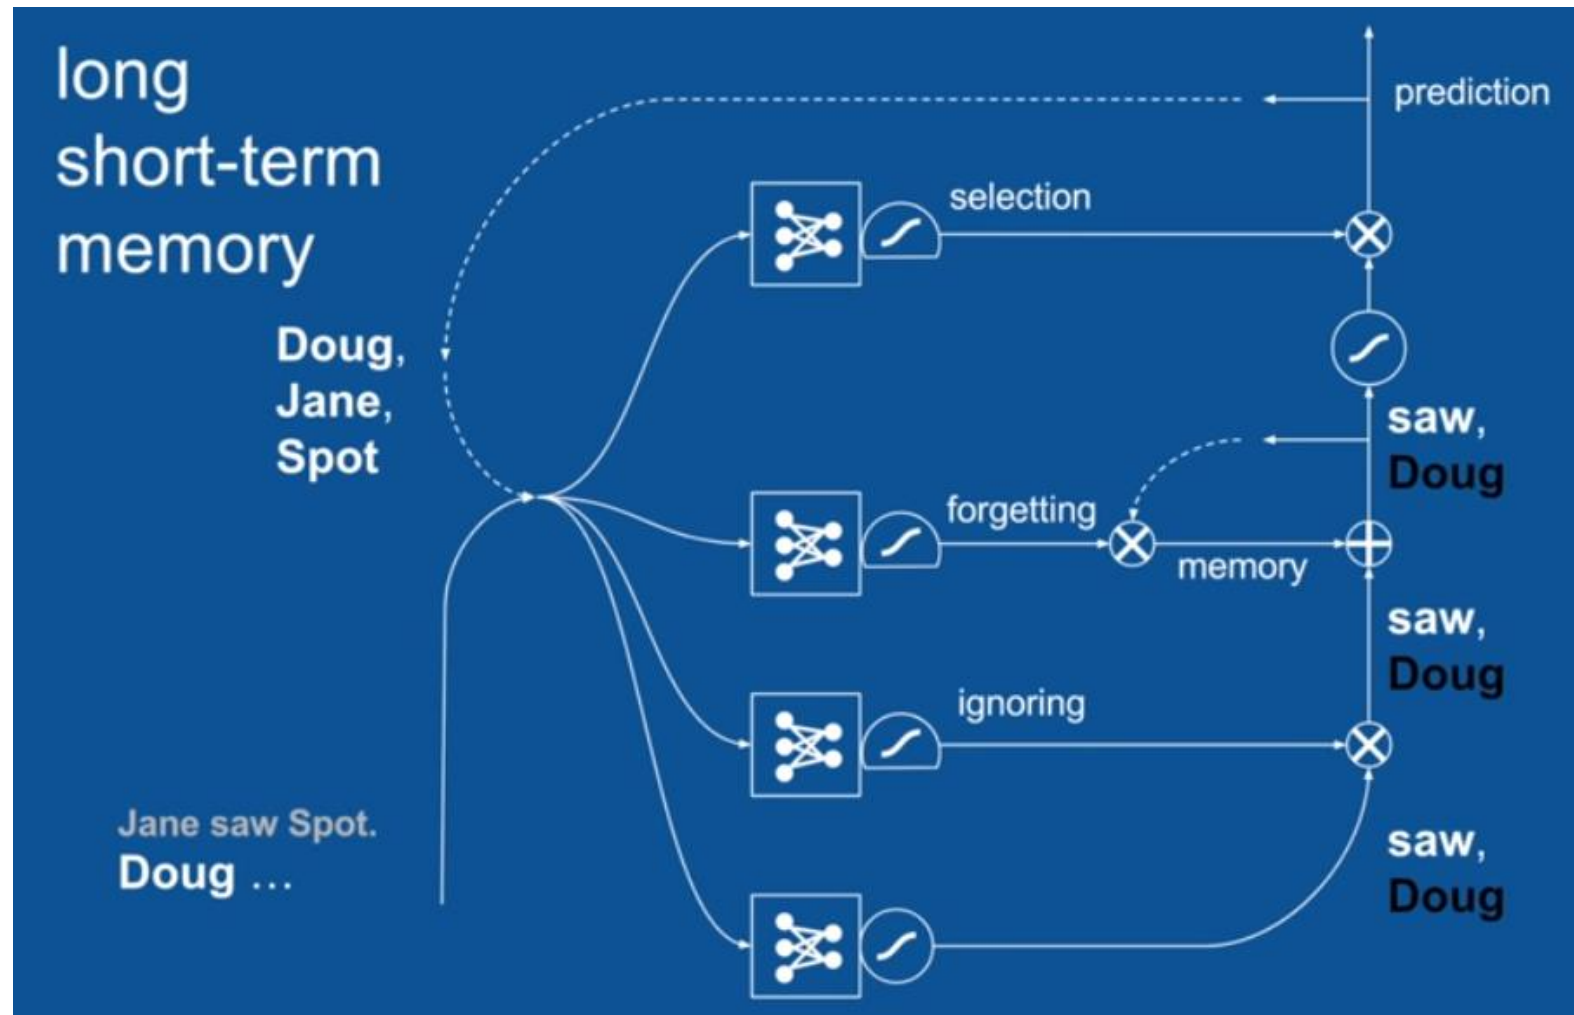 long
short-term
memory
prediction
selection
Doug,
Jane,
Spot
saw,
Doug
forgetting
memory
saw,
Doug
ignoring
Jane saw Spot.
Doug ...
saw,
Doug